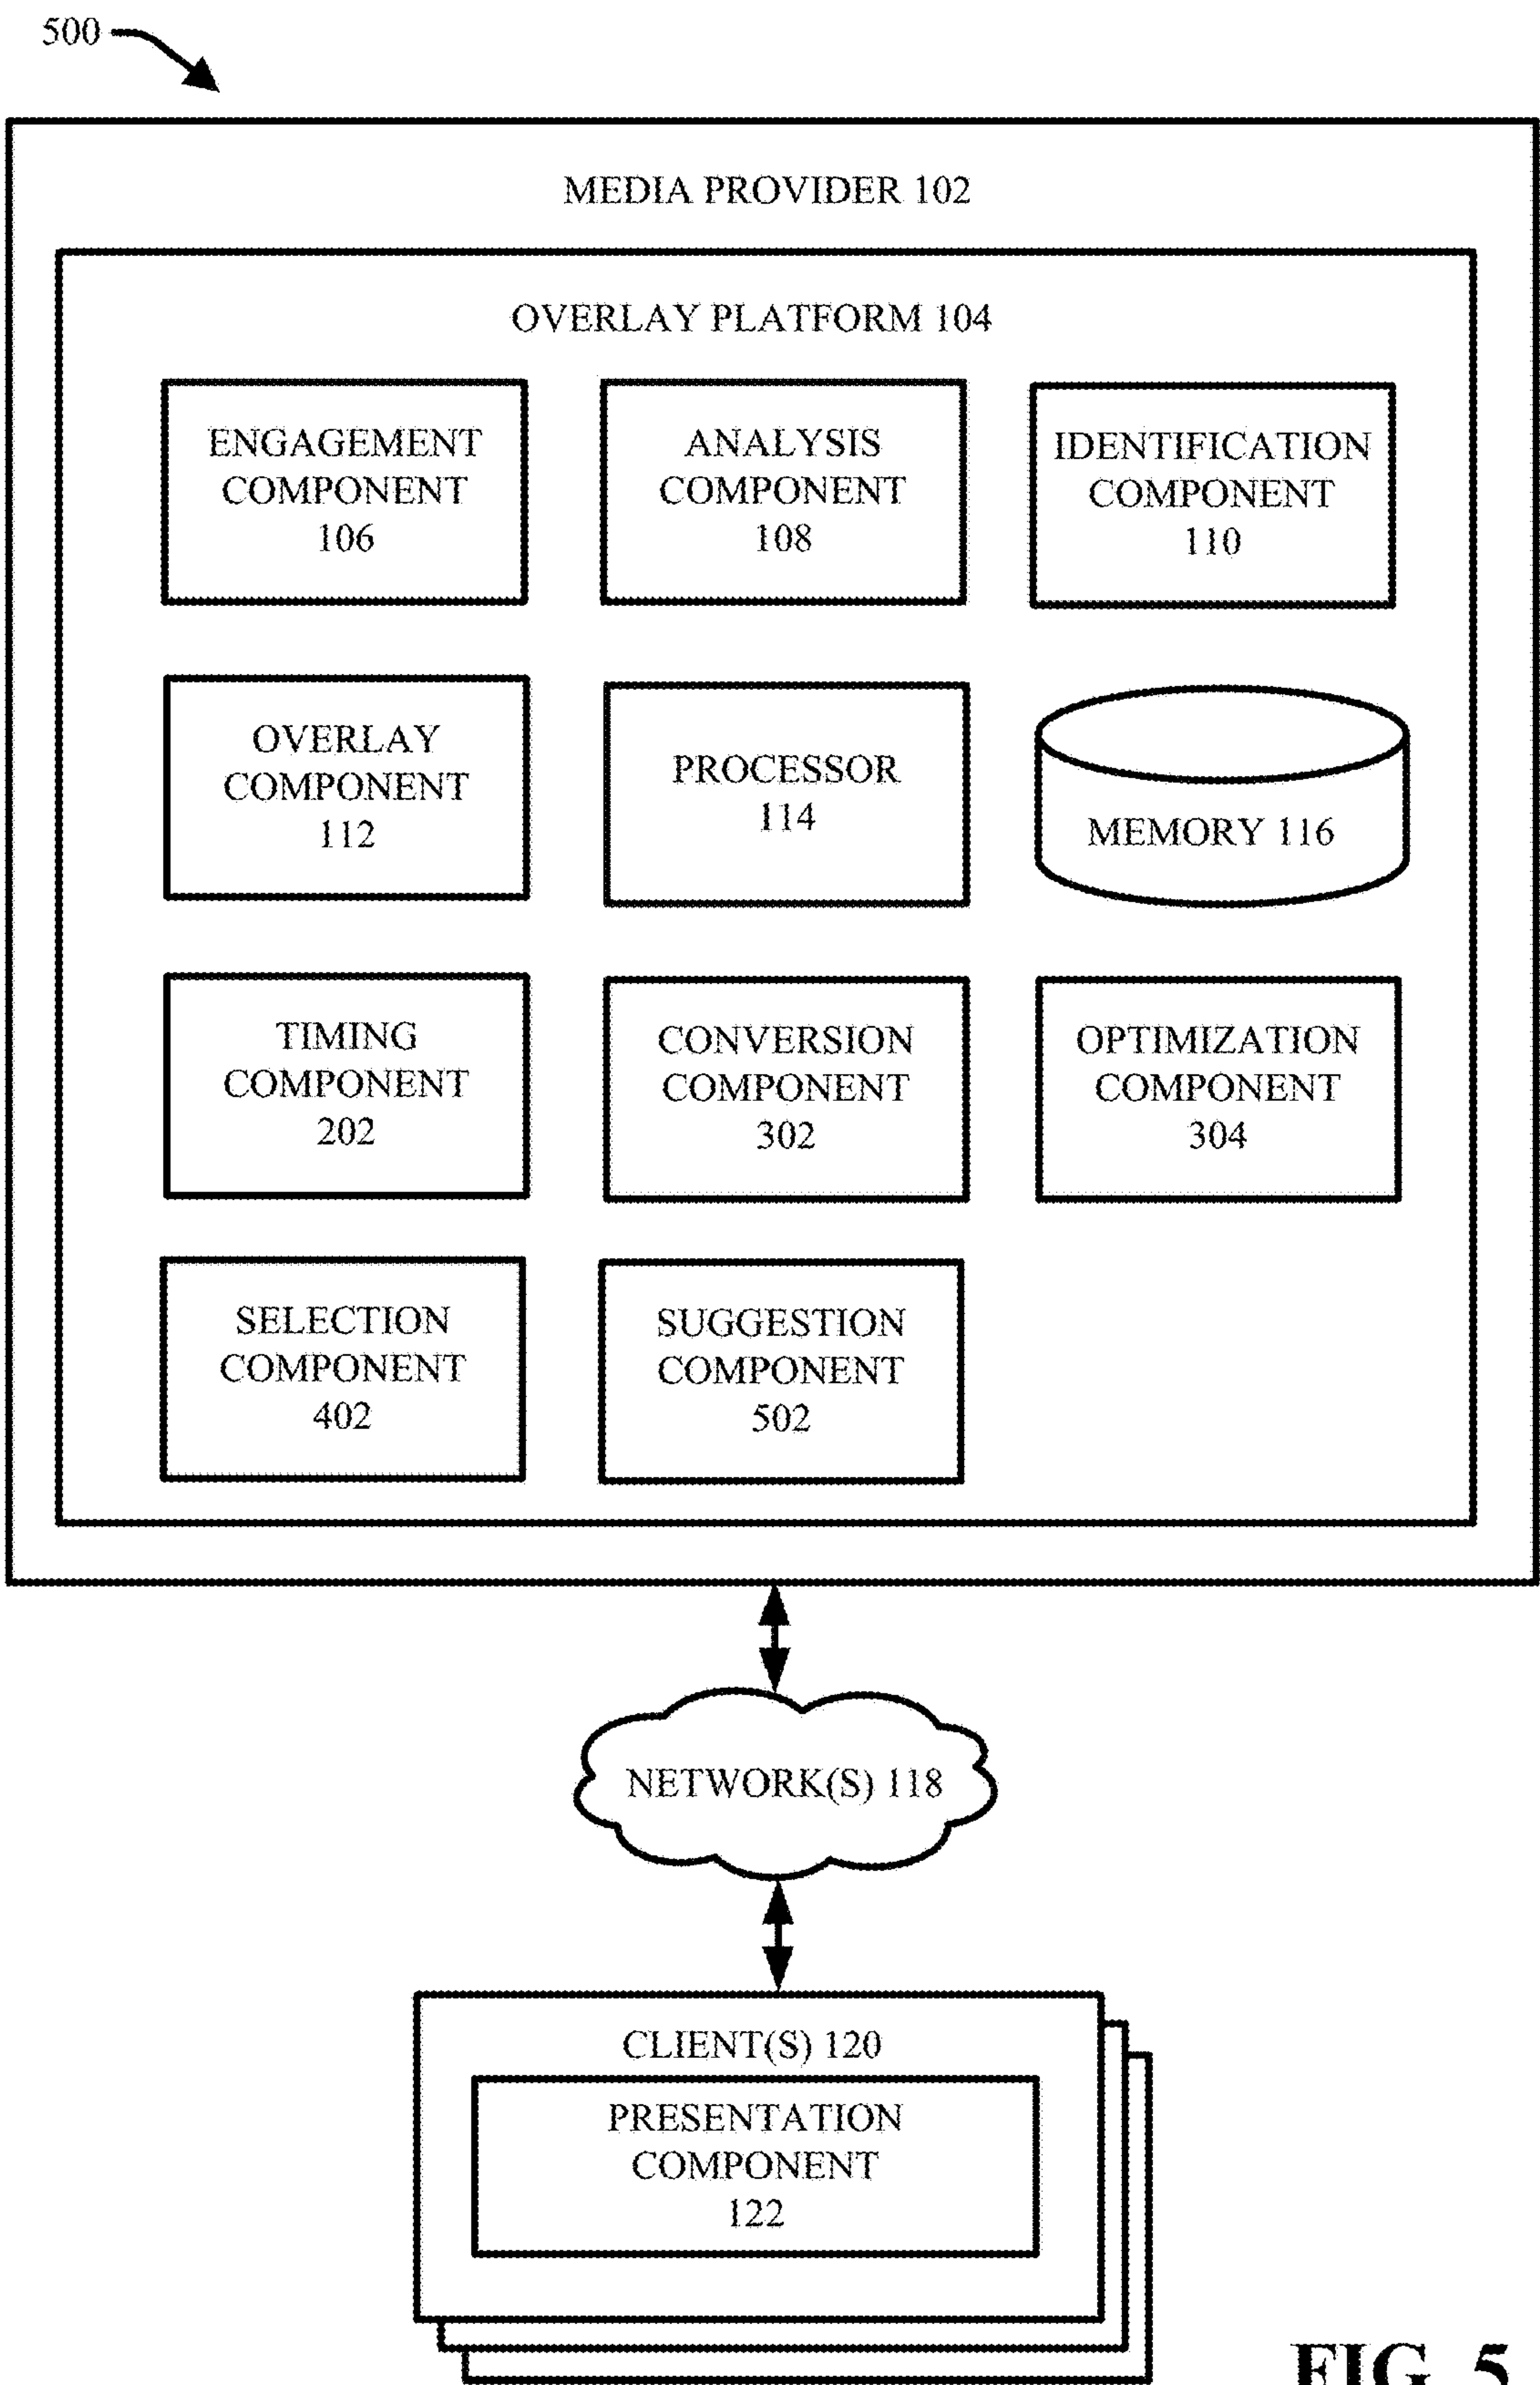 500
MEDIA PROVIDER 102
OVERLAY PLATFORM 104
ENGAGEMENT
COMPONENT
106
ANALYSIS
COMPONENT
108
IDENTIFICATION
COMPONENT
110
OVERLAY
COMPONENT
112
PROCESSOR
114
MEMORY 116
TIMING
COMPONENT
202
CONVERSION
COMPONENT
302
OPTIMIZATION
COMPONENT
304
SELECTION
COMPONENT
402
SUGGESTION
COMPONENT
502
NETWORK(S) 118
CLIENT(S) 120
PRESENTATION
COMPONENT
122
FIG. 5